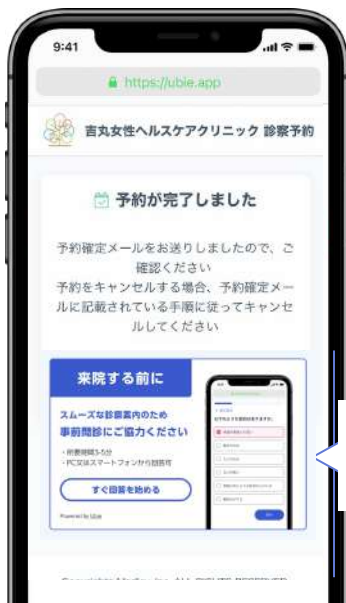 9:41
https://ubie.app
吉丸女性ヘルスケアクリニック 診察予約
予約が完了しました
予約確定メールをお送りしましたので、ご
確認ください
予約をキャンセルする場合、予約確定メー
ルに記載されている手順に従ってキャンセ
ルしてください
来院する前に
スムーズな診察案内のため
事前問診にご協力ください
・所要時間3-5分
・PC又はスマートフォンから回答可
すぐ回答を始める
Powered by Ubie